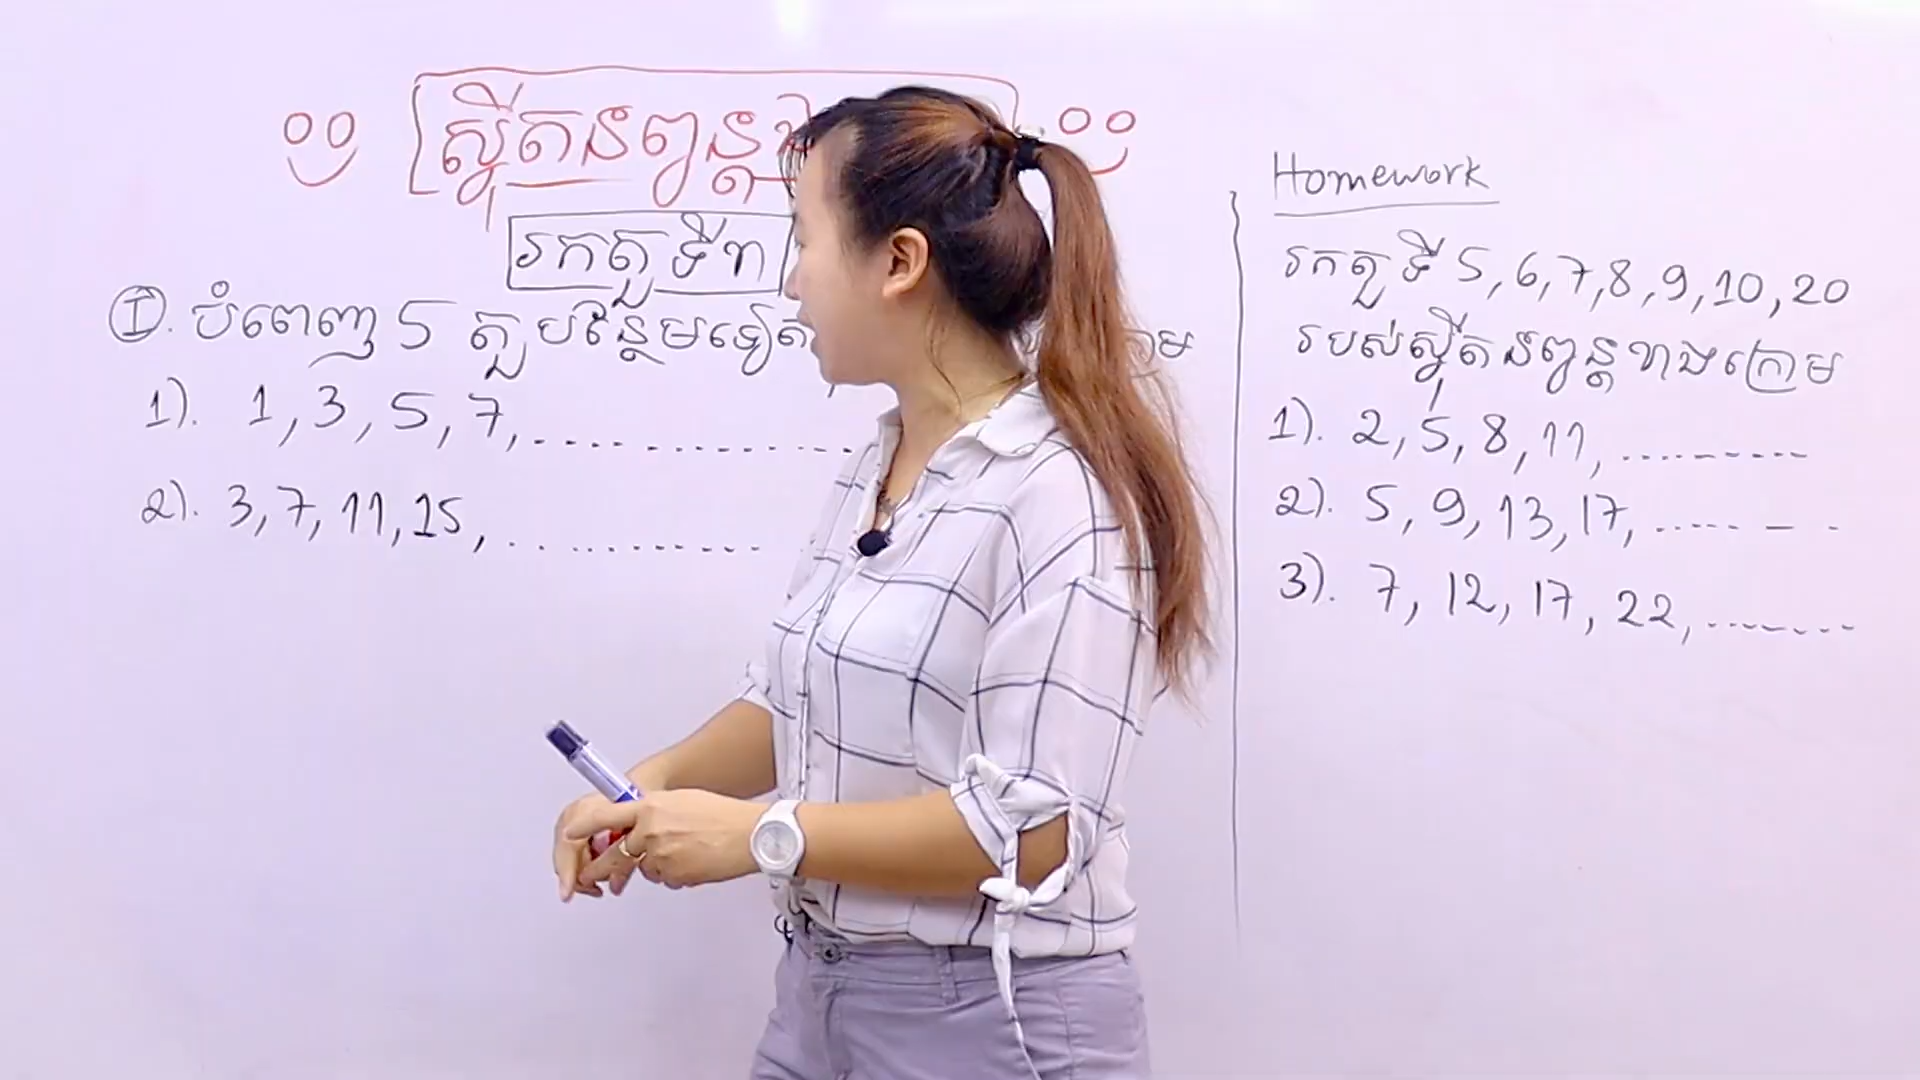 ស្វ៊ីតនព្វន្ត
រកតួទី n
I. បំពេញ 5 តួបន្ថែមទៀត
1). 1, 3, 5, 7, ..............
2). 3, 7, 11, 15, ............
Homework
រកតួទី 5, 6, 7, 8, 9, 10, 20
របស់ស្វ៊ីតនព្វន្តខាងក្រោម
1). 2, 5, 8, 11, ..........
2). 5, 9, 13, 17, ..........
3). 7, 12, 17, 22, ..........